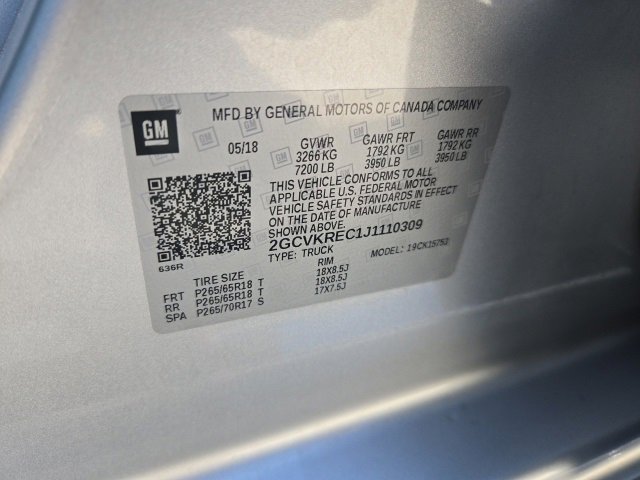 GM
MFD BY GENERAL MOTORS OF CANADA COMPANY
05/18 GVWR GAWR FRT GAWR RR
3266 KG 1792 KG 1792 KG
7200 LB 3950 LB 3950 LB
THIS VEHICLE CONFORMS TO ALL
APPLICABLE U.S. FEDERAL MOTOR
VEHICLE SAFETY STANDARDS IN EFFECT
ON THE DATE OF MANUFACTURE
SHOWN ABOVE.
2GCVKREC1J1110309
TYPE: TRUCK MODEL: 19CK15753
636R
TIRE SIZE RIM
FRT P265/65R18 T 18X8.5J
RR P265/65R18 T 18X8.5J
SPA P265/70R17 S 17X7.5J